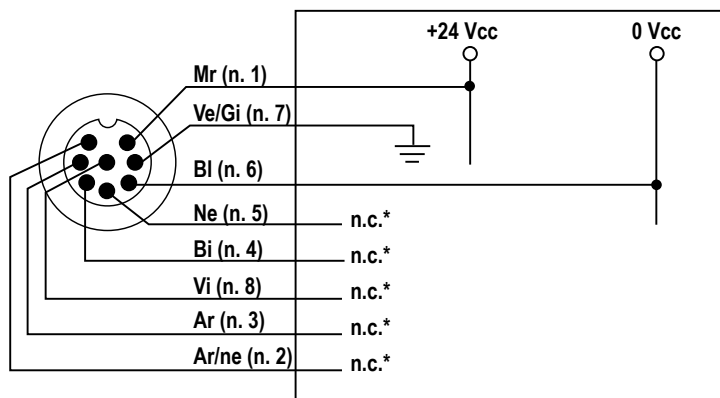 +24 Vcc
0 Vcc
Mr (n. 1)
Ve/Gi (n. 7)
Bl (n. 6)
Ne (n. 5)
n.c.*
Bi (n. 4)
n.c.*
Vi (n. 8)
n.c.*
Ar (n. 3)
n.c.*
Ar/ne (n. 2)
n.c.*